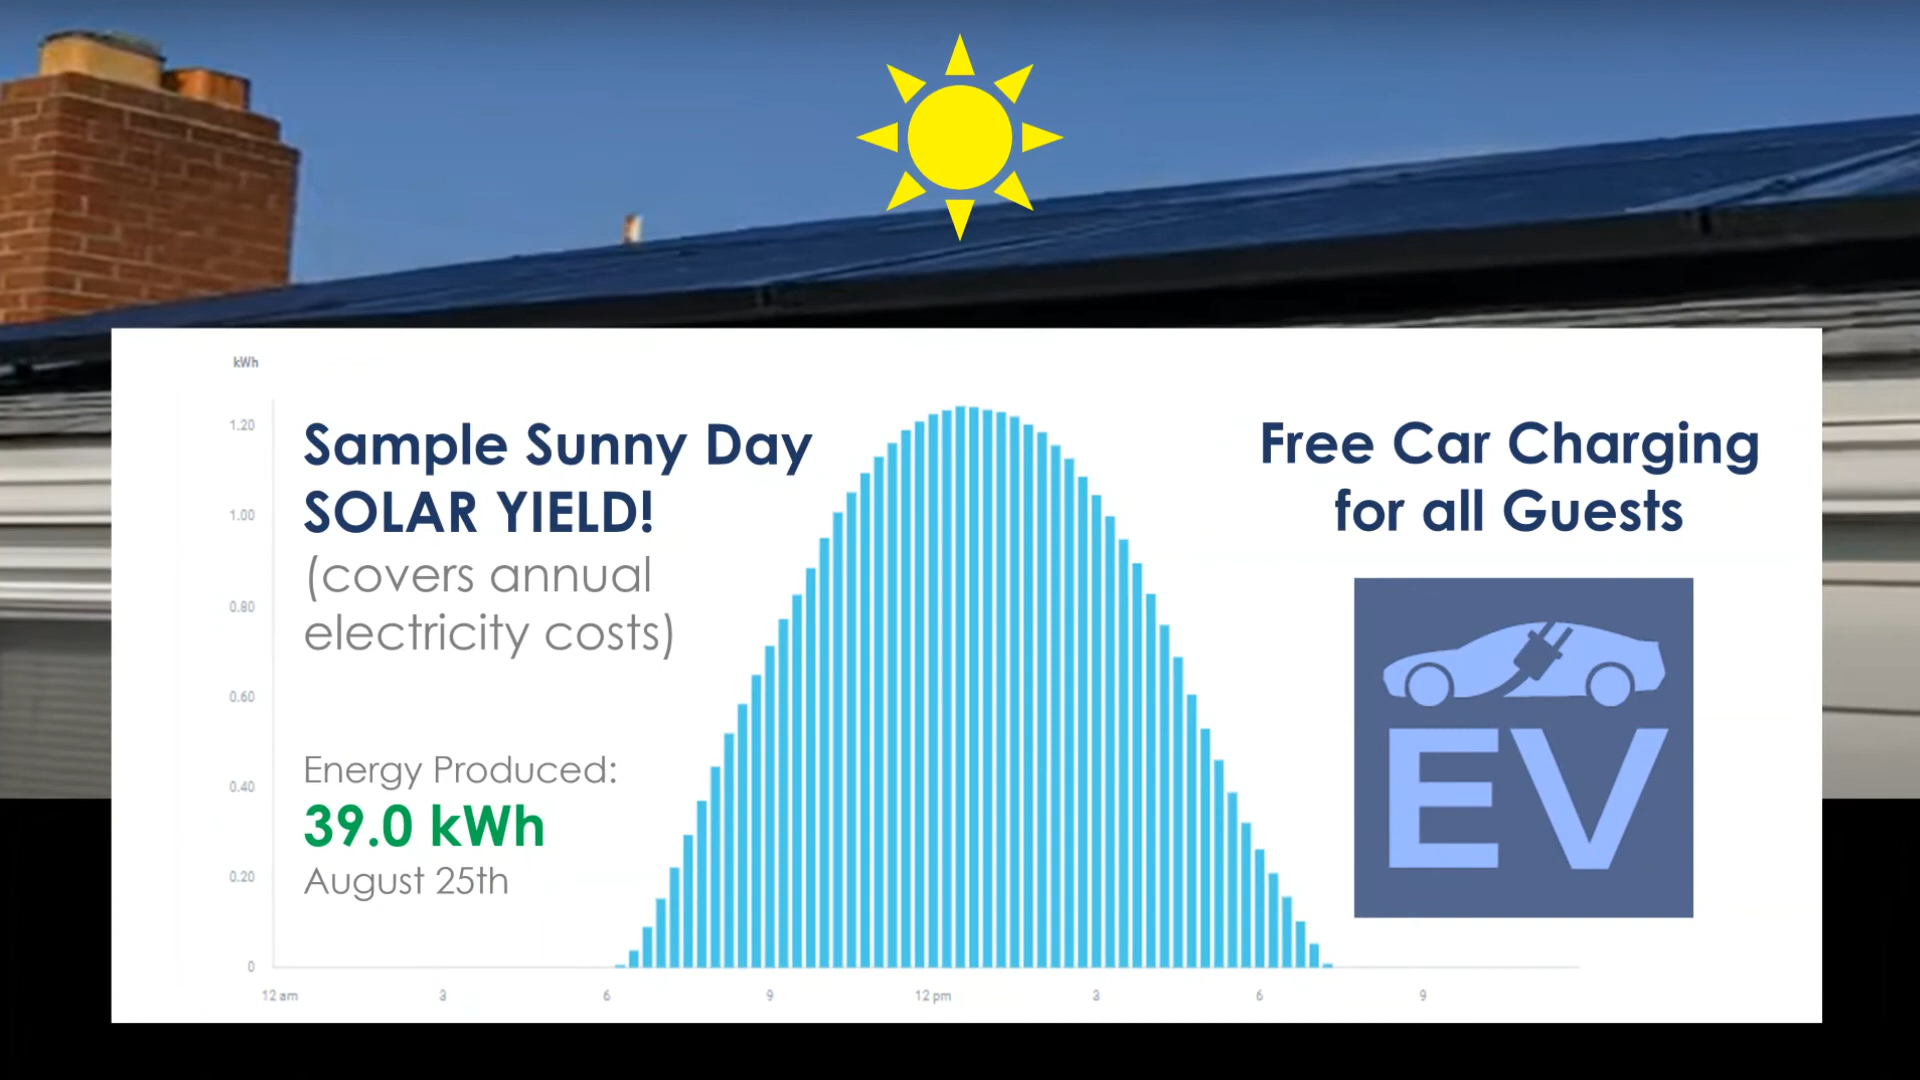 kWh
1.20
1.00
0.80
0.60
0.40
0.20
0
12 am
3
6
9
12 pm
3
6
9
Sample Sunny Day
SOLAR YIELD!
(covers annual
electricity costs)
Energy Produced:
39.0 kWh
August 25th
Free Car Charging
for all Guests
EV